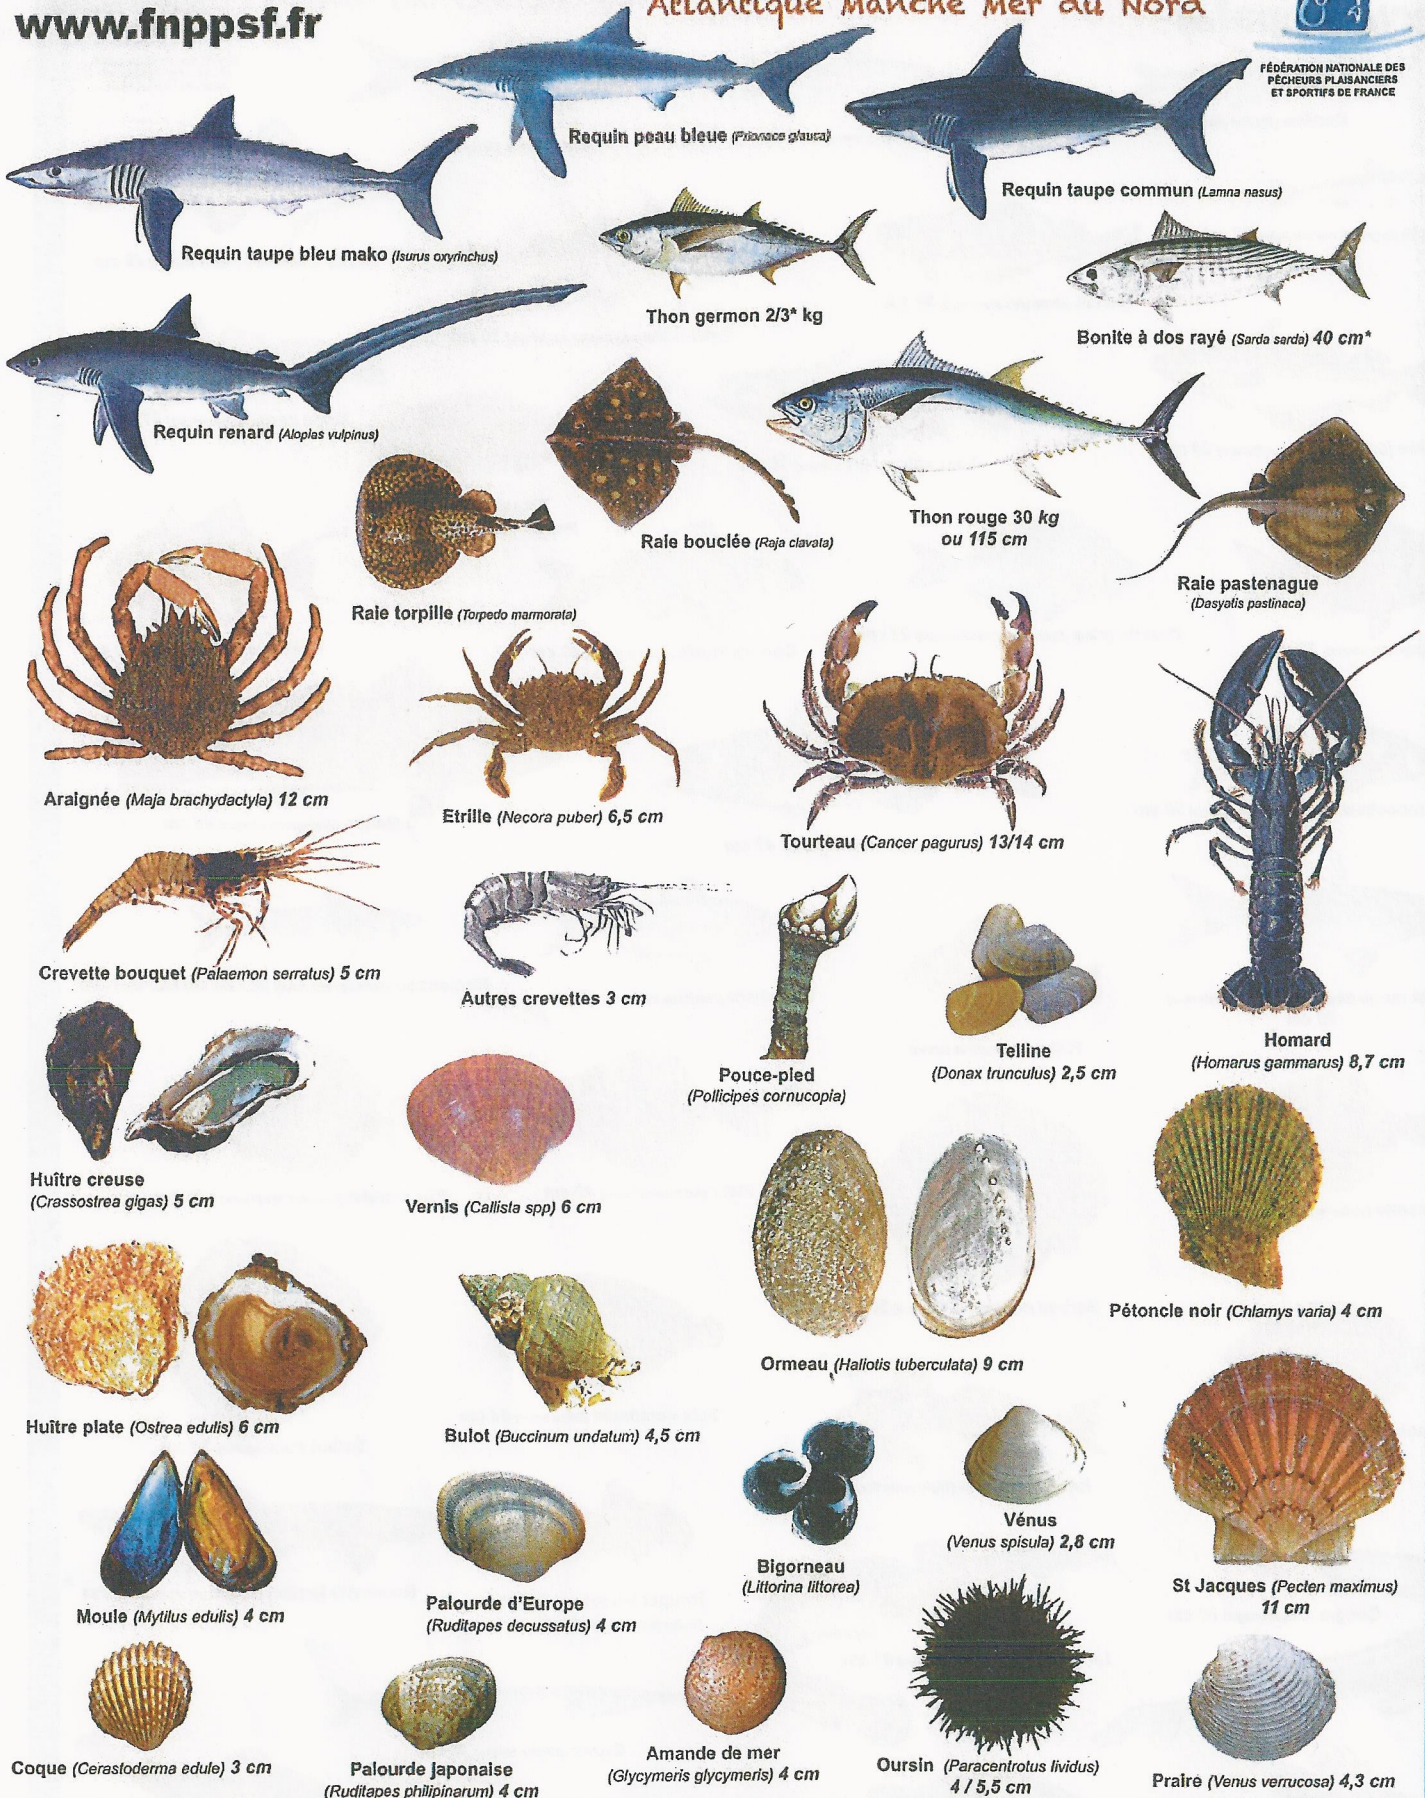 Atlantique Manche Mer du Nord
www.fnppsf.fr
FÉDÉRATION NATIONALE DES
PÊCHEURS PLAISANCIERS
ET SPORTIFS DE FRANCE
Requin peau bleue (Prionace glauca)
Requin taupe commun (Lamna nasus)
Requin taupe bleu mako (Isurus oxyrinchus)
Thon germon 2/3* kg
Bonite à dos rayé (Sarda sarda) 40 cm*
Requin renard (Alopias vulpinus)
Thon rouge 30 kg
ou 115 cm
Raie bouclée (Raja clavata)
Raie pastenague
(Dasyatis pastinaca)
Raie torpille (Torpedo marmorata)
Araignée (Maja brachydactyla) 12 cm
Etrille (Necora puber) 6,5 cm
Tourteau (Cancer pagurus) 13/14 cm
Crevette bouquet (Palaemon serratus) 5 cm
Autres crevettes 3 cm
Homard
(Homarus gammarus) 8,7 cm
Telline
(Donax trunculus) 2,5 cm
Pouce-pied
(Pollicipes cornucopia)
Huître creuse
(Crassostrea gigas) 5 cm
Vernis (Callista spp) 6 cm
Pétoncle noir (Chlamys varia) 4 cm
Ormeau (Haliotis tuberculata) 9 cm
Huître plate (Ostrea edulis) 6 cm
Bulot (Buccinum undatum) 4,5 cm
Vénus
(Venus spisula) 2,8 cm
Bigorneau
(Littorina littorea)
St Jacques (Pecten maximus)
11 cm
Moule (Mytilus edulis) 4 cm
Palourde d'Europe
(Ruditapes decussatus) 4 cm
Coque (Cerastoderma edule) 3 cm
Palourde japonaise
(Ruditapes philipinarum) 4 cm
Amande de mer
(Glycymeris glycymeris) 4 cm
Oursin (Paracentrotus lividus)
4 / 5,5 cm
Praire (Venus verrucosa) 4,3 cm